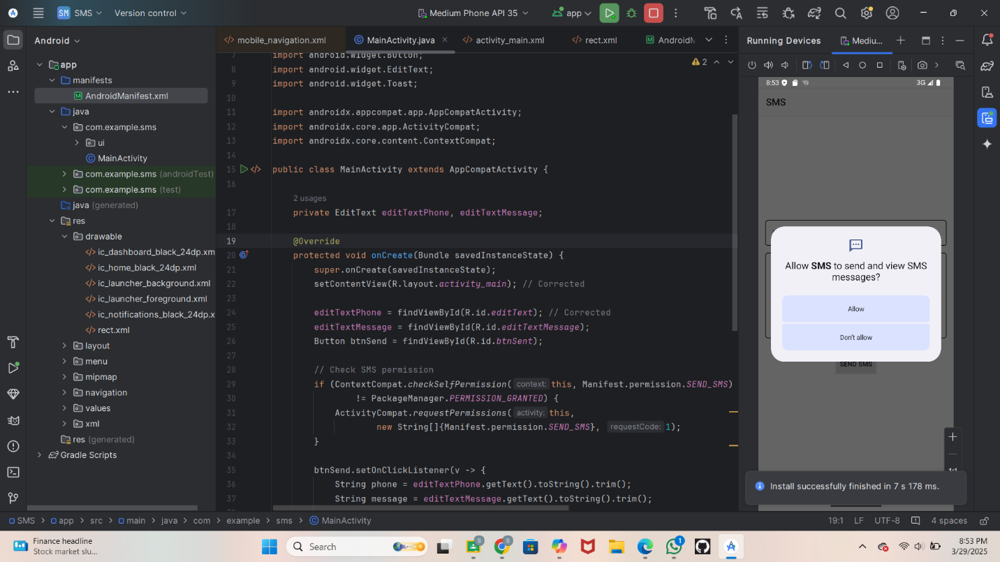 SM SMS
Version control
Medium Phone API 35
app
Android
mobile_navigation.xml
MainActivity.java
activity_main.xml
rect.xml
Running Devices
app
manifests
AndroidManifest.xml
java
com.example.sms
ui
MainActivity
com.example.sms (androidTest)
com.example.sms (test)
java (generated)
res
drawable
ic_dashboard_black_24dp.xm
ic_home_black_24dp.xml
ic_launcher_background.xml
ic_launcher_foreground.xml
ic_notifications_black_24dp.x
rect.xml
layout
menu
mipmap
navigation
values
xml
res (generated)
Gradle Scripts
2
7 import android.widget.Button;
8 import android.widget.EditText;
9 import android.widget.Toast;
10
11 import androidx.appcompat.app.AppCompatActivity;
12 import androidx.core.app.ActivityCompat;
13 import androidx.core.content.ContextCompat;
14
15 public class MainActivity extends AppCompatActivity {
16
2 usages
17 private EditText editTextPhone, editTextMessage;
18
19 @Override
20 protected void onCreate(Bundle savedInstanceState) {
21 super.onCreate(savedInstanceState);
22 setContentView(R.layout.activity_main); // Corrected
23
24 editTextPhone = findViewById(R.id.editText); // Corrected
25 editTextMessage = findViewById(R.id.editTextMessage);
26 Button btnSend = findViewById(R.id.btnSent);
27
28 // Check SMS permission
29 if (ContextCompat.checkSelfPermission( context: this, Manifest.permission.SEND_SMS)
30 != PackageManager.PERMISSION_GRANTED) {
31 ActivityCompat.requestPermissions( activity: this,
32 new String[]{Manifest.permission.SEND_SMS}, requestCode: 1);
33 }
34
35 btnSend.setOnClickListener(v -> {
36 String phone = editTextPhone.getText().toString().trim();
37 String message = editTextMessage.getText().toString().trim();
8:53
3G
SMS
Allow SMS to send and view SMS
messages?
Allow
Don't allow
SEND SMS
Install successfully finished in 7 s 178 ms.
SMS > app > src > main > java > com > example > sms > MainActivity
19:1 LF UTF-8 4 spaces
Finance headline
Stock market slu...
Search
1
8:53 PM
3/29/2025